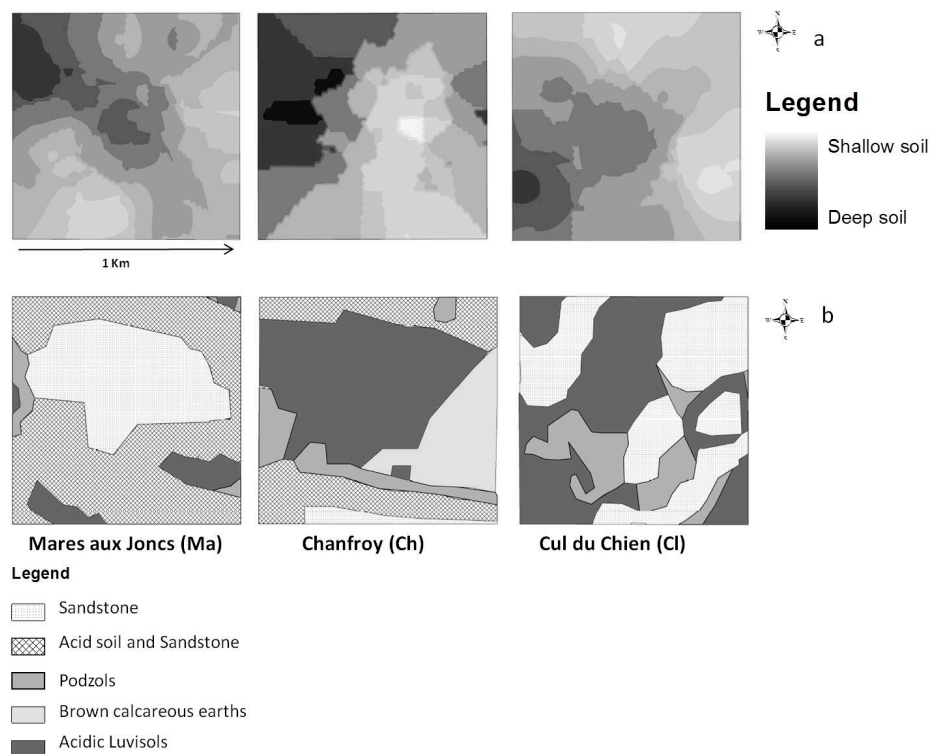 N
W E
S
a
Legend
Shallow soil
Deep soil
1 Km
N
W E
S
b
Mares aux Joncs (Ma)
Chanfroy (Ch)
Cul du Chien (Cl)
Legend
Sandstone
Acid soil and Sandstone
Podzols
Brown calcareous earths
Acidic Luvisols